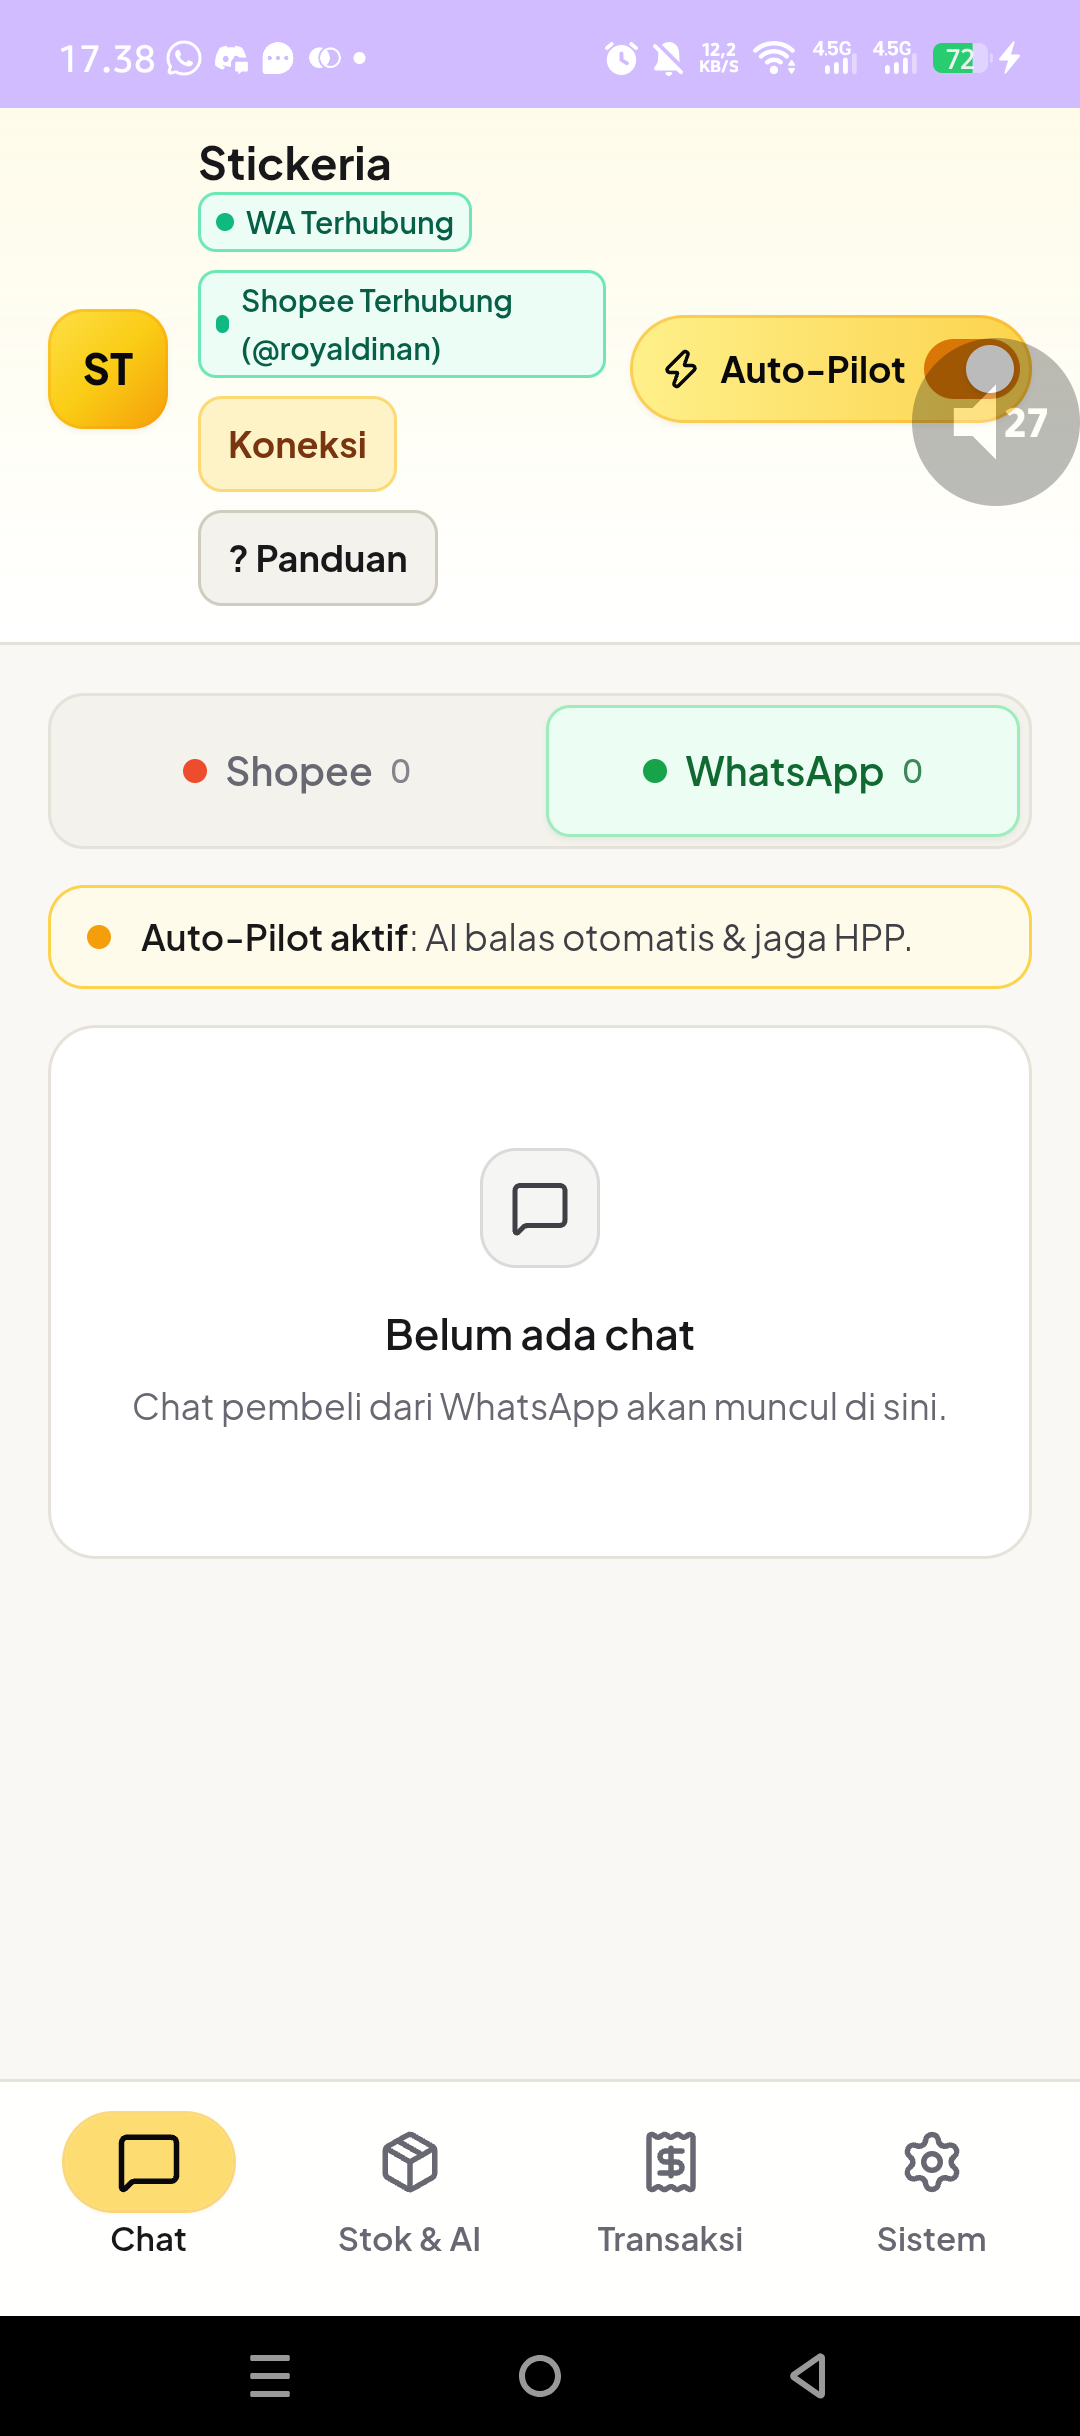 17.38
12,2
KB/S
4.5G
4.5G
72
Stickeria
WA Terhubung
Shopee Terhubung
(@royaldinan)
ST
Auto-Pilot
27
Koneksi
? Panduan
Shopee 0
WhatsApp 0
Auto-Pilot aktif: AI balas otomatis & jaga HPP.
Belum ada chat
Chat pembeli dari WhatsApp akan muncul di sini.
Chat
Stok & AI
Transaksi
Sistem